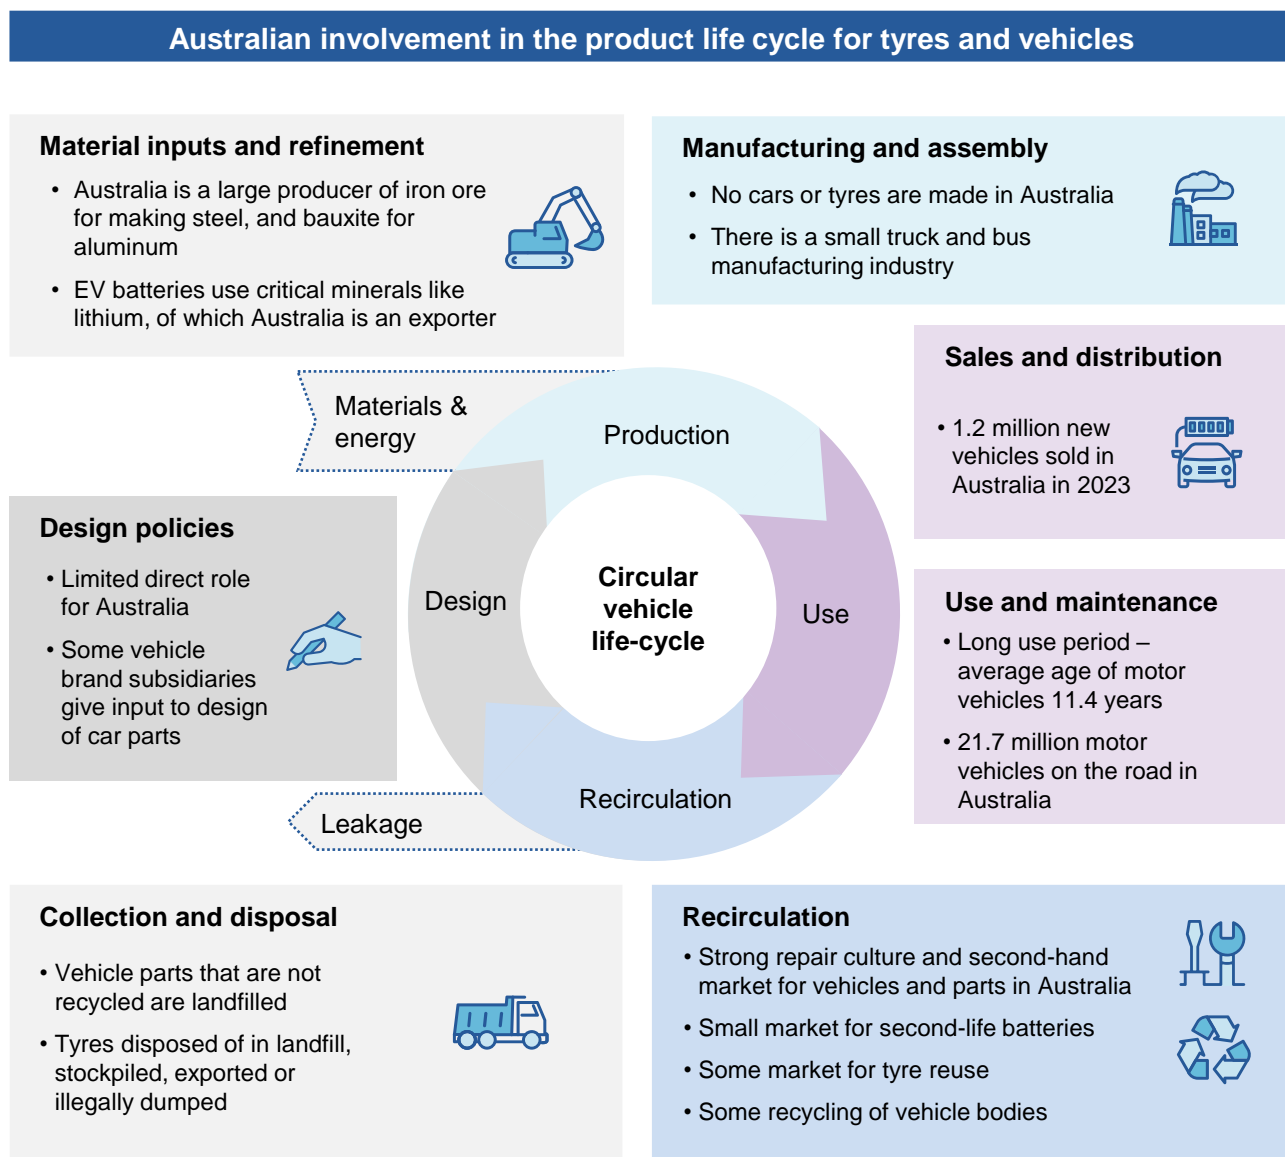 Australian involvement in the product life cycle for tyres and vehicles
Material inputs and refinement
• Australia is a large producer of iron ore
for making steel, and bauxite for
aluminum
• EV batteries use critical minerals like
lithium, of which Australia is an exporter
Manufacturing and assembly
• No cars or tyres are made in Australia
• There is a small truck and bus
manufacturing industry
Sales and distribution
• 1.2 million new
vehicles sold in
Australia in 2023
Materials &
energy
Production
Design policies
• Limited direct role
for Australia
• Some vehicle
brand subsidiaries
give input to design
of car parts
Design
Circular
vehicle
life-cycle
Use
Use and maintenance
• Long use period –
average age of motor
vehicles 11.4 years
• 21.7 million motor
vehicles on the road in
Australia
Recirculation
Leakage
Collection and disposal
• Vehicle parts that are not
recycled are landfilled
• Tyres disposed of in landfill,
stockpiled, exported or
illegally dumped
Recirculation
• Strong repair culture and second-hand
market for vehicles and parts in Australia
• Small market for second-life batteries
• Some market for tyre reuse
• Some recycling of vehicle bodies